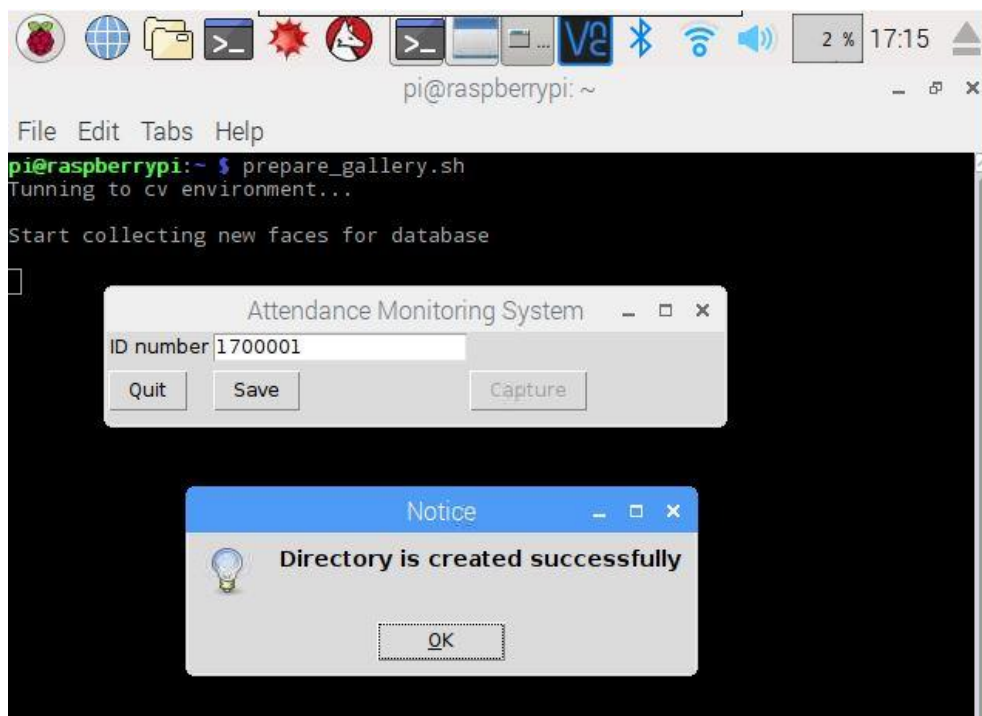 2 % 17:15
pi@raspberrypi: ~
File Edit Tabs Help
pi@raspberrypi:~ $ prepare_gallery.sh
Tunning to cv environment...
Start collecting new faces for database
Attendance Monitoring System
ID number 1700001
Quit Save Capture
Notice
Directory is created successfully
OK